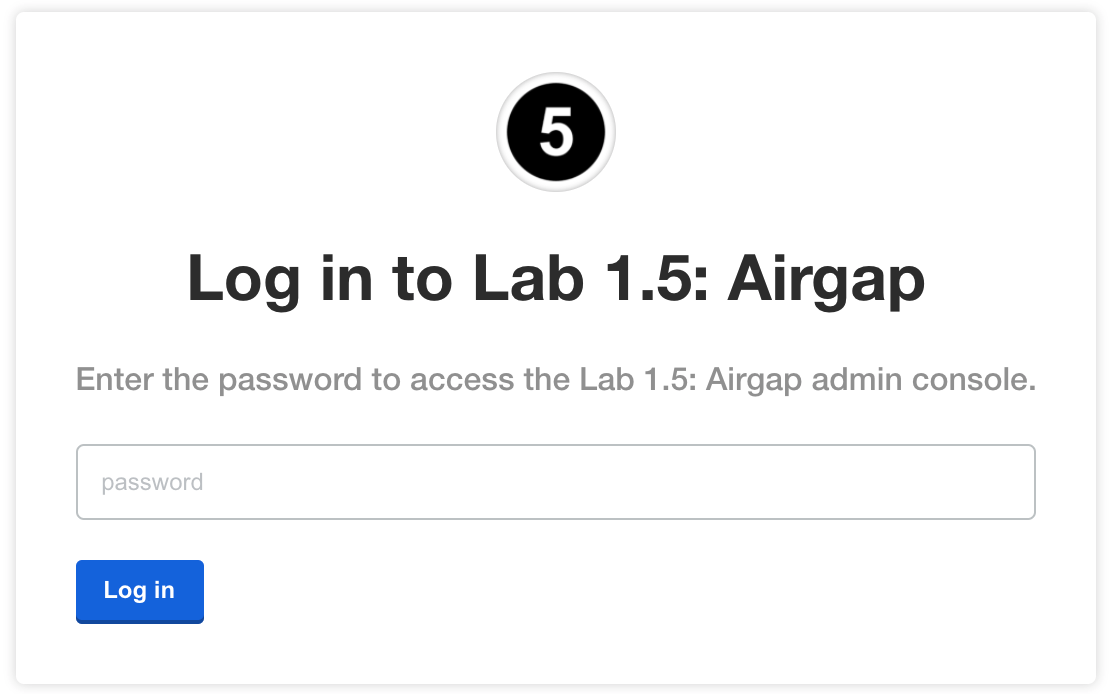 5
Log in to Lab 1.5: Airgap
Enter the password to access the Lab 1.5: Airgap admin console.
password
Log in